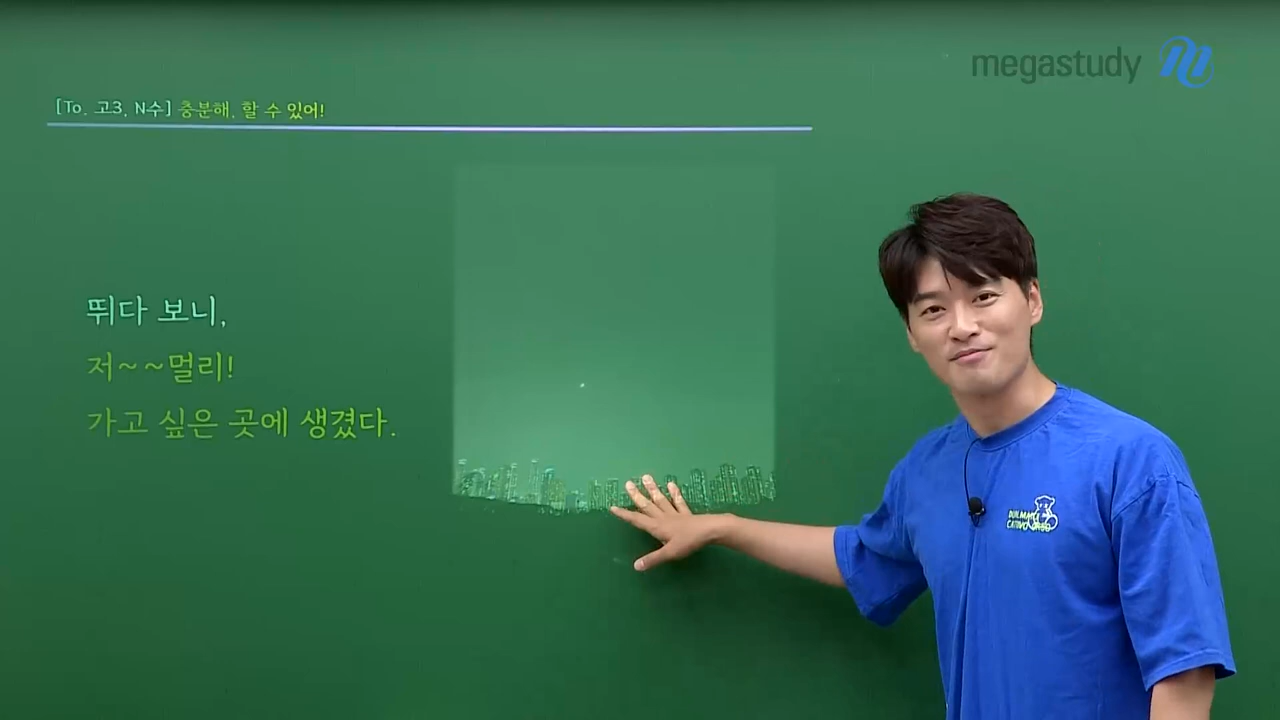 megastudy
[To. 고3, N수] 충분해. 할 수 있어!
뛰다 보니,
저~~멀리!
가고 싶은 곳에 생겼다.